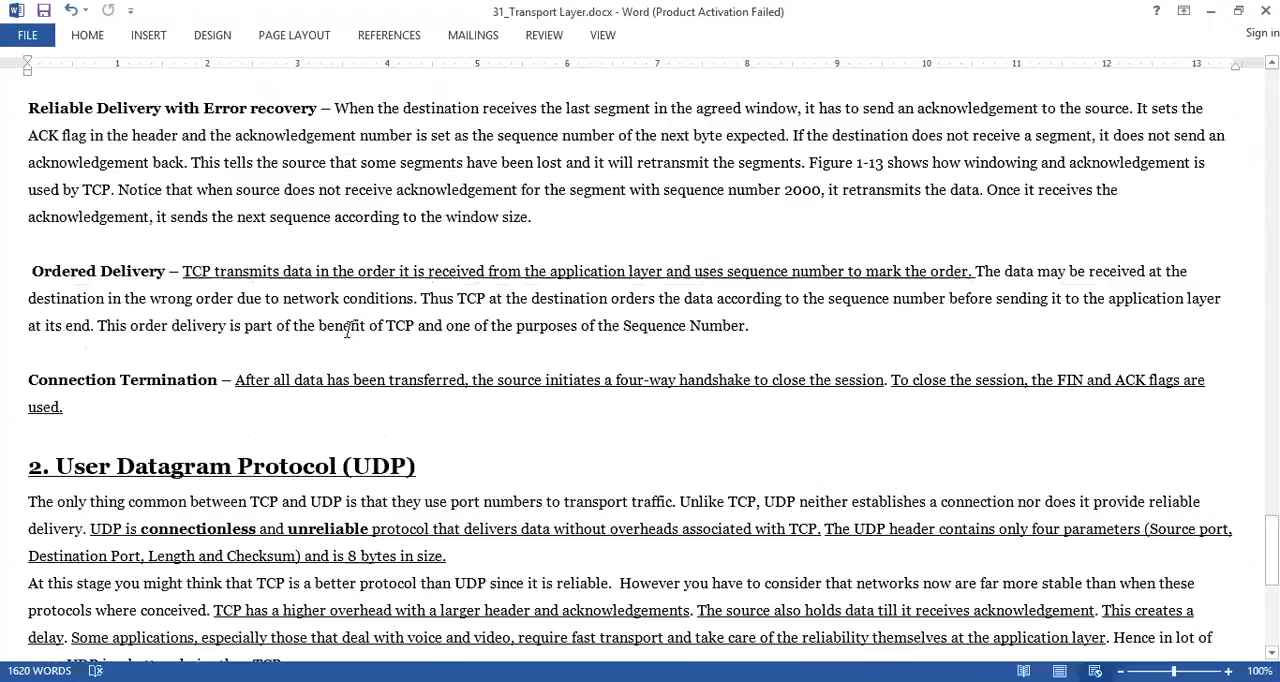 31_Transport Layer.docx - Word (Product Activation Failed)
FILE HOME INSERT DESIGN PAGE LAYOUT REFERENCES MAILINGS REVIEW VIEW Sign in
1 2 3 4 5 6 7 8 9 10 11 12 13
Reliable Delivery with Error recovery – When the destination receives the last segment in the agreed window, it has to send an acknowledgement to the source. It sets the
ACK flag in the header and the acknowledgement number is set as the sequence number of the next byte expected. If the destination does not receive a segment, it does not send an
acknowledgement back. This tells the source that some segments have been lost and it will retransmit the segments. Figure 1-13 shows how windowing and acknowledgement is
used by TCP. Notice that when source does not receive acknowledgement for the segment with sequence number 2000, it retransmits the data. Once it receives the
acknowledgement, it sends the next sequence according to the window size.
Ordered Delivery – TCP transmits data in the order it is received from the application layer and uses sequence number to mark the order. The data may be received at the
destination in the wrong order due to network conditions. Thus TCP at the destination orders the data according to the sequence number before sending it to the application layer
at its end. This order delivery is part of the benefit of TCP and one of the purposes of the Sequence Number.
Connection Termination – After all data has been transferred, the source initiates a four-way handshake to close the session. To close the session, the FIN and ACK flags are
used.
2. User Datagram Protocol (UDP)
The only thing common between TCP and UDP is that they use port numbers to transport traffic. Unlike TCP, UDP neither establishes a connection nor does it provide reliable
delivery. UDP is connectionless and unreliable protocol that delivers data without overheads associated with TCP. The UDP header contains only four parameters (Source port,
Destination Port, Length and Checksum) and is 8 bytes in size.
At this stage you might think that TCP is a better protocol than UDP since it is reliable. However you have to consider that networks now are far more stable than when these
protocols where conceived. TCP has a higher overhead with a larger header and acknowledgements. The source also holds data till it receives acknowledgement. This creates a
delay. Some applications, especially those that deal with voice and video, require fast transport and take care of the reliability themselves at the application layer. Hence in lot of
1620 WORDS 100%